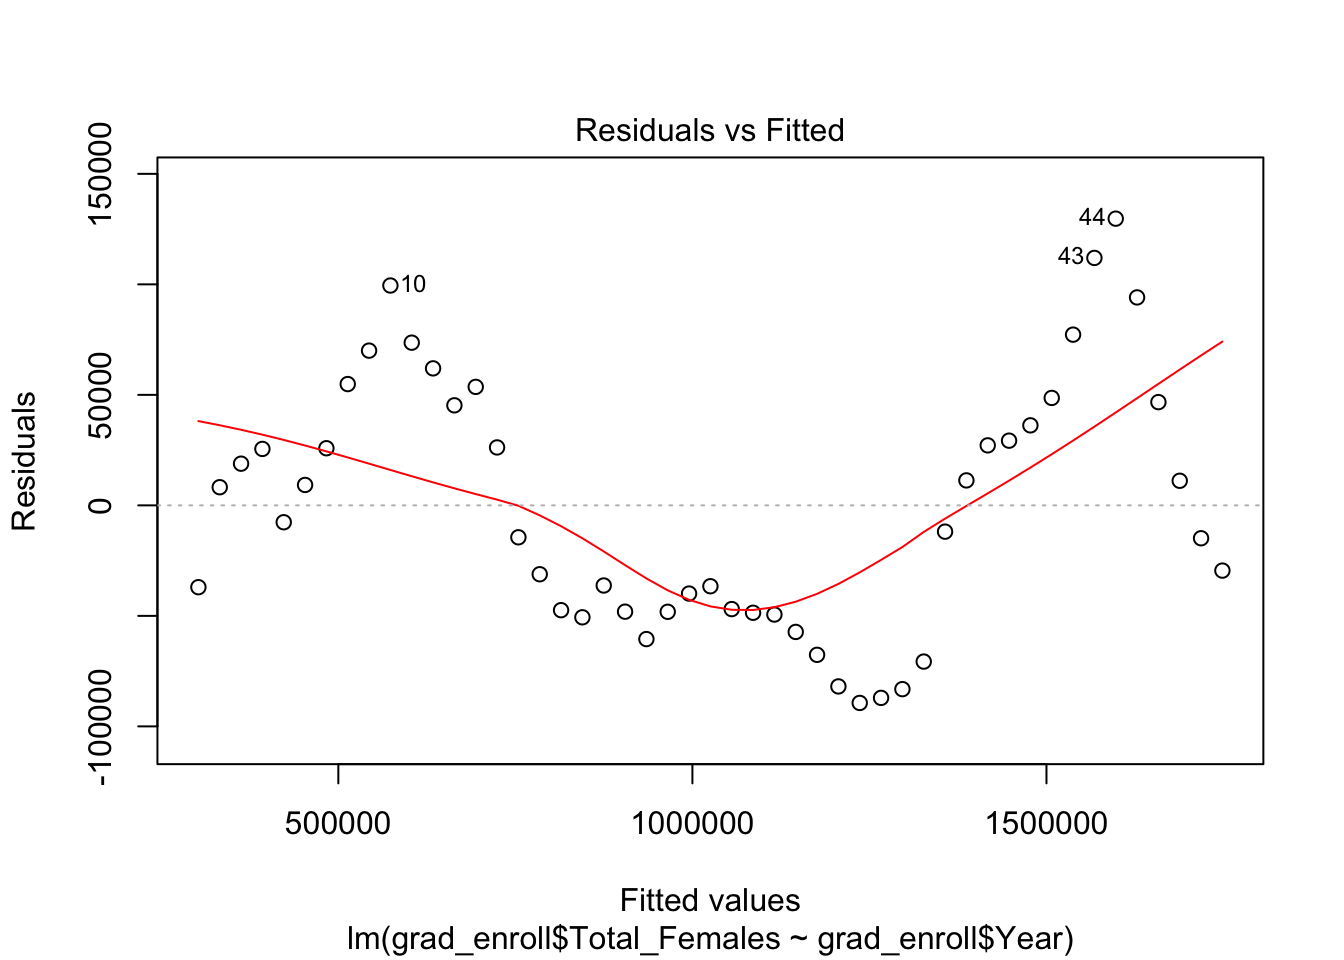 Residuals vs Fitted
150000
50000
0
-100000
Residuals
10
44
43
500000
1000000
1500000
Fitted values
lm(grad_enroll$Total_Females ~ grad_enroll$Year)